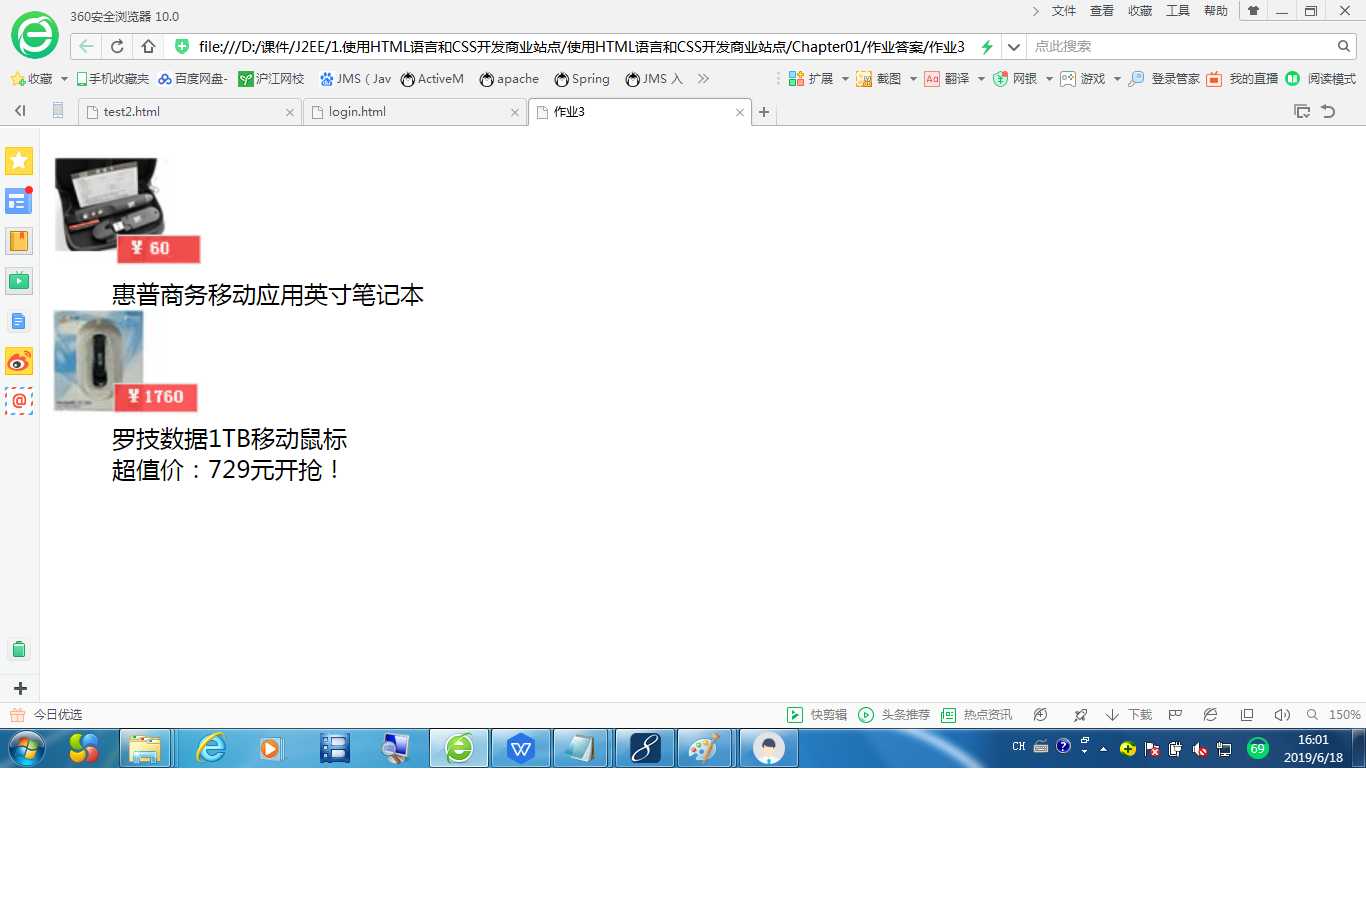 360安全浏览器 10.0
文件 查看 收藏 工具 帮助
file:///D:/课件/J2EE/1.使用HTML语言和CSS开发商业站点/使用HTML语言和CSS开发商业站点/Chapter01/作业答案/作业3
点此搜索
收藏 手机收藏夹 百度网盘- 沪江网校 JMS ( Jav ActiveM apache Spring JMS 入 扩展 截图 Aa 翻译 网银 游戏 登录管家 我的直播 阅读模式
test2.html login.html 作业3
¥ 60
惠普商务移动应用英寸笔记本
¥ 1760
罗技数据1TB移动鼠标
超值价：729元开抢！
今日优选 快剪辑 头条推荐 热点资讯 下载 150%
CH 69 16:01
2019/6/18